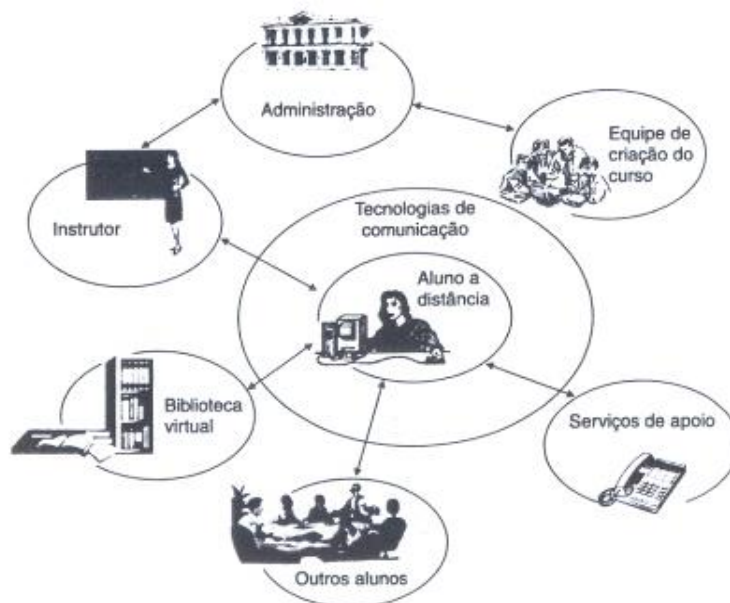 Administração
Equipe de
criação do
curso
Instrutor
Tecnologias de
comunicação
Aluno a
distância
Biblioteca
virtual
Serviços de apoio
Outros alunos